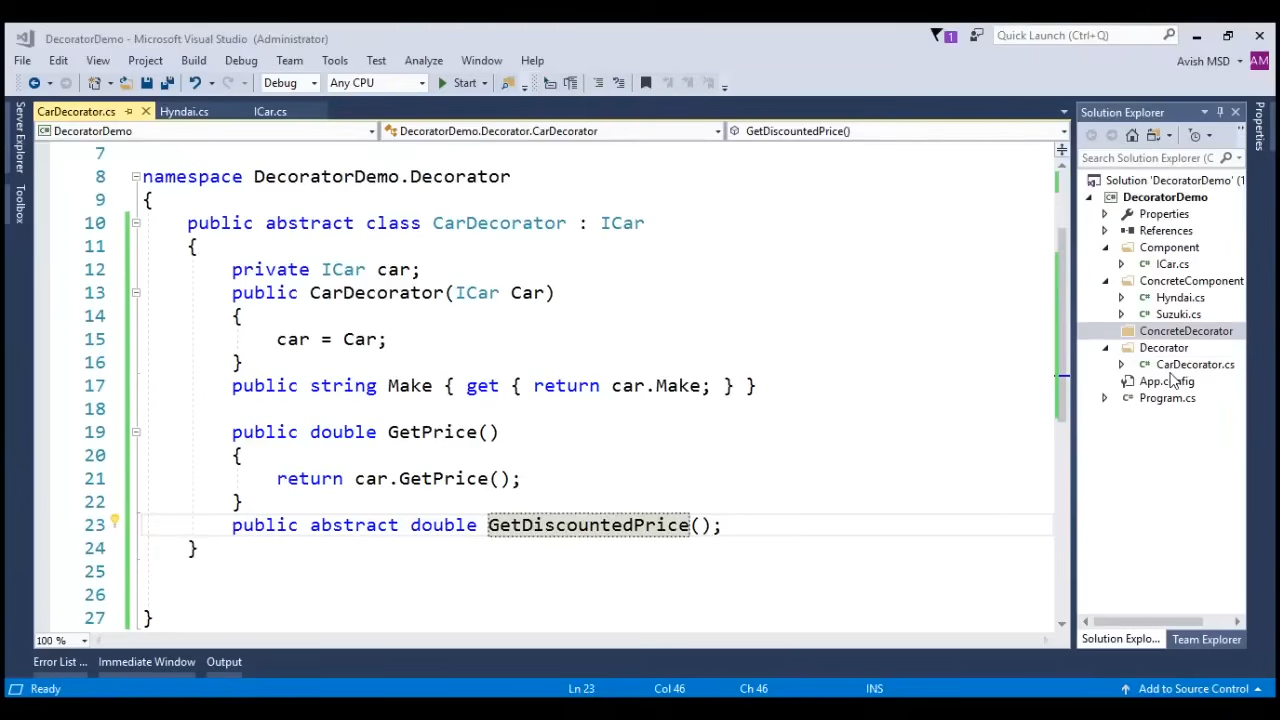 DecoratorDemo - Microsoft Visual Studio (Administrator)
1
Quick Launch (Ctrl+Q)
File Edit View Project Build Debug Team Tools Test Analyze Window Help
Avish MSD
AM
Debug Any CPU Start
CarDecorator.cs Hyndai.cs ICar.cs
DecoratorDemo DecoratorDemo.Decorator.CarDecorator GetDiscountedPrice()
Server Explorer
Toolbox
7
8 namespace DecoratorDemo.Decorator
9 {
10 public abstract class CarDecorator : ICar
11 {
12 private ICar car;
13 public CarDecorator(ICar Car)
14 {
15 car = Car;
16 }
17 public string Make { get { return car.Make; } }
18
19 public double GetPrice()
20 {
21 return car.GetPrice();
22 }
23 public abstract double GetDiscountedPrice();
24 }
25
26
27 }
100 %
Solution Explorer
Search Solution Explorer (C
Solution 'DecoratorDemo' (1
DecoratorDemo
Properties
References
Component
ICar.cs
ConcreteComponent
Hyndai.cs
Suzuki.cs
ConcreteDecorator
Decorator
CarDecorator.cs
App.config
Program.cs
Solution Explo... Team Explorer
Properties
Error List ... Immediate Window Output
Ready Ln 23 Col 46 Ch 46 INS Add to Source Control